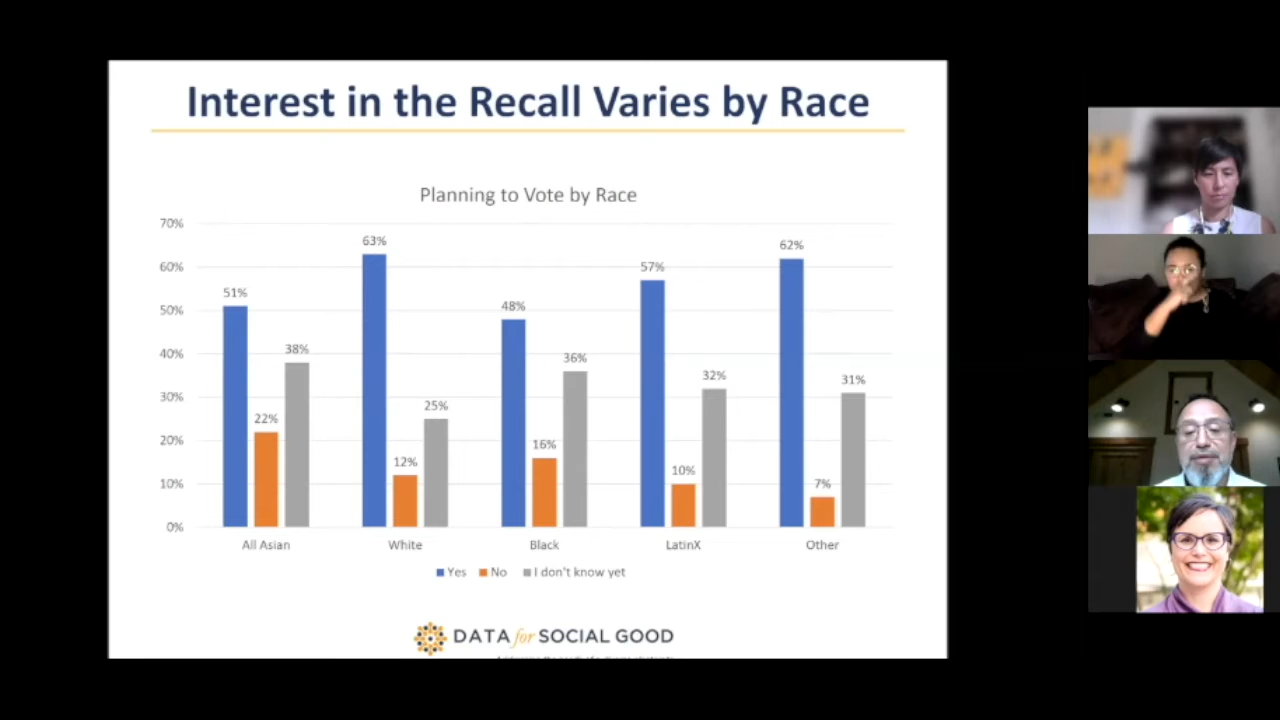 Interest in the Recall Varies by Race
Planning to Vote by Race
70%
60%
50%
40%
30%
20%
10%
0%
51%
22%
38%
63%
12%
25%
48%
16%
36%
57%
10%
32%
62%
7%
31%
All Asian
White
Black
LatinX
Other
Yes
No
I don't know yet
DATA for SOCIAL GOOD